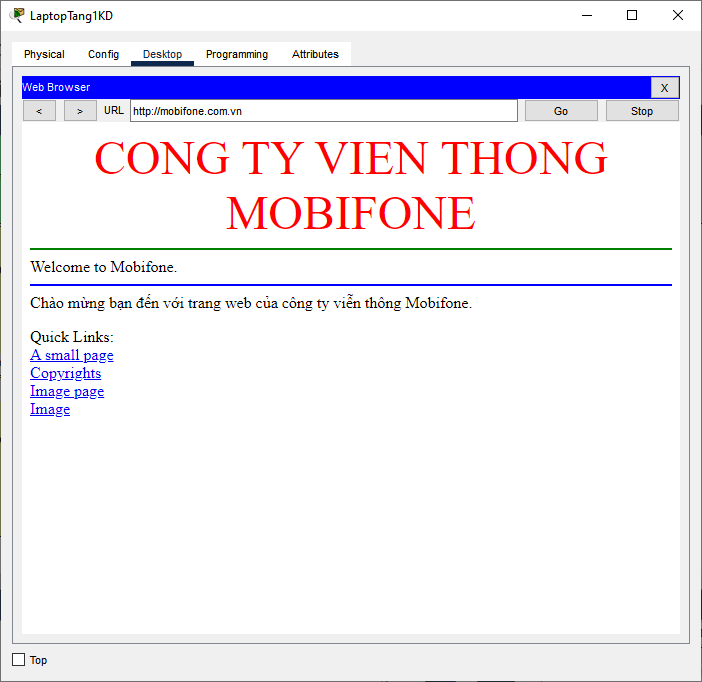 LaptopTang1KD
Physical Config Desktop Programming Attributes
Web Browser X
< > URL http://mobifone.com.vn Go Stop
CONG TY VIEN THONG
MOBIFONE
Welcome to Mobifone.
Chào mừng bạn đến với trang web của công ty viễn thông Mobifone.
Quick Links:
A small page
Copyrights
Image page
Image
Top